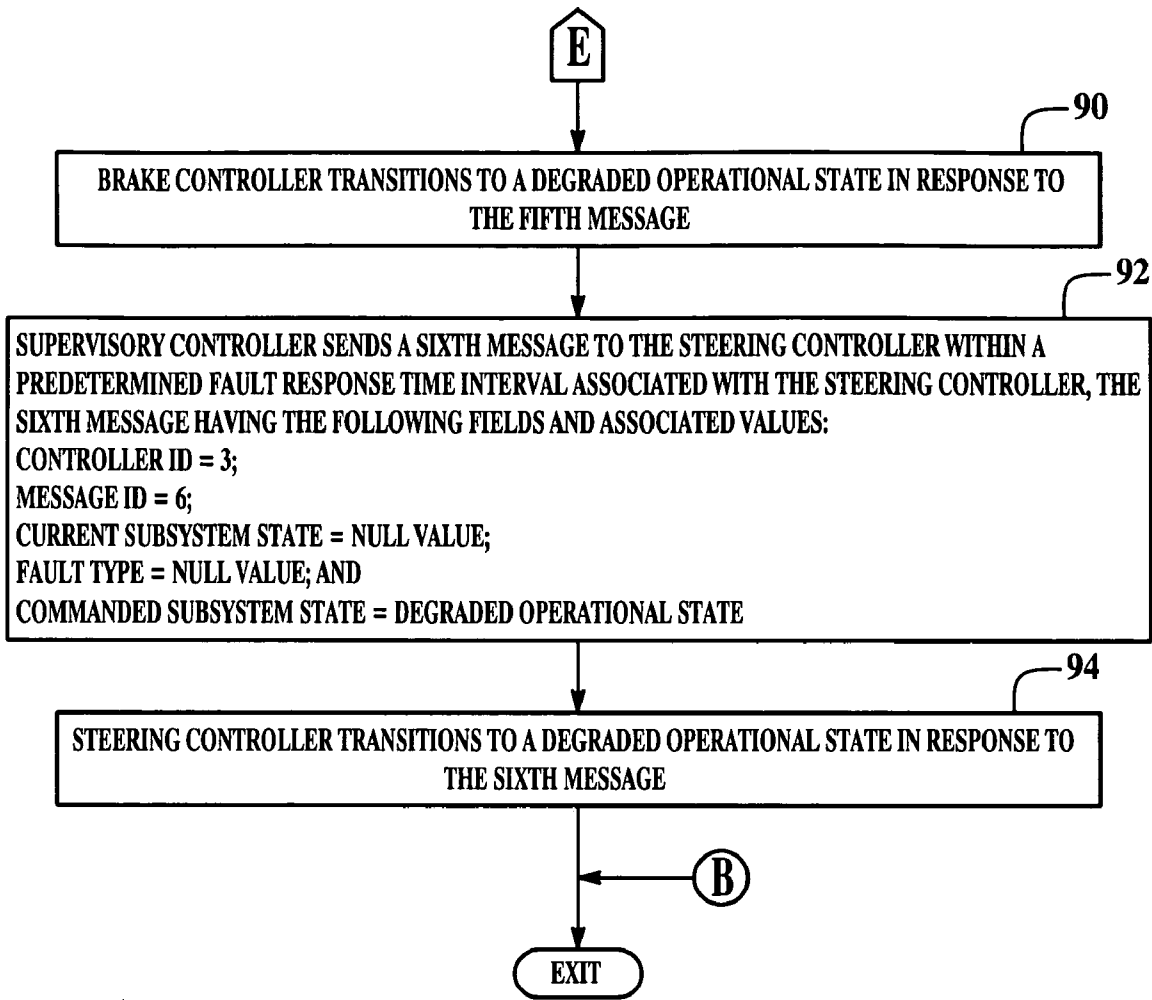 E
90
BRAKE CONTROLLER TRANSITIONS TO A DEGRADED OPERATIONAL STATE IN RESPONSE TO
THE FIFTH MESSAGE
92
SUPERVISORY CONTROLLER SENDS A SIXTH MESSAGE TO THE STEERING CONTROLLER WITHIN A
PREDETERMINED FAULT RESPONSE TIME INTERVAL ASSOCIATED WITH THE STEERING CONTROLLER, THE
SIXTH MESSAGE HAVING THE FOLLOWING FIELDS AND ASSOCIATED VALUES:
CONTROLLER ID = 3;
MESSAGE ID = 6;
CURRENT SUBSYSTEM STATE = NULL VALUE;
FAULT TYPE = NULL VALUE; AND
COMMANDED SUBSYSTEM STATE = DEGRADED OPERATIONAL STATE
94
STEERING CONTROLLER TRANSITIONS TO A DEGRADED OPERATIONAL STATE IN RESPONSE TO
THE SIXTH MESSAGE
B
EXIT